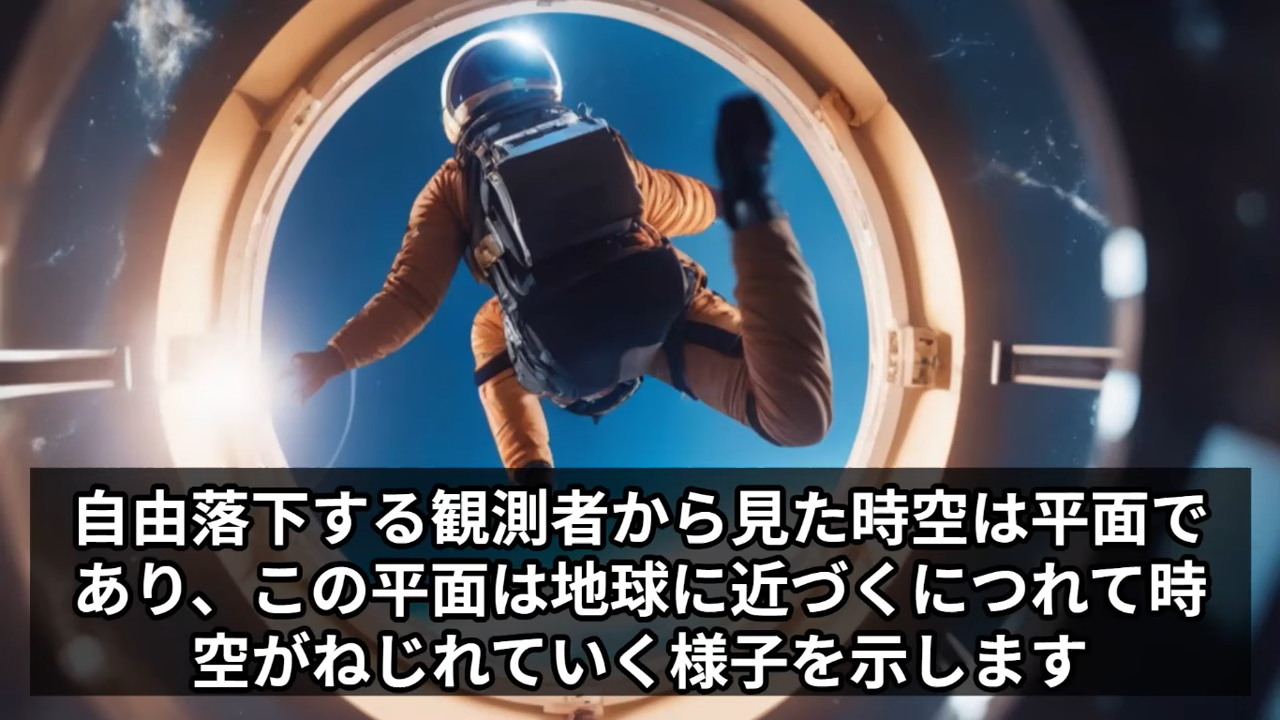 自由落下する観測者から見た時空は平面で
あり、この平面は地球に近づくにつれて時
空がねじれていく様子を示します